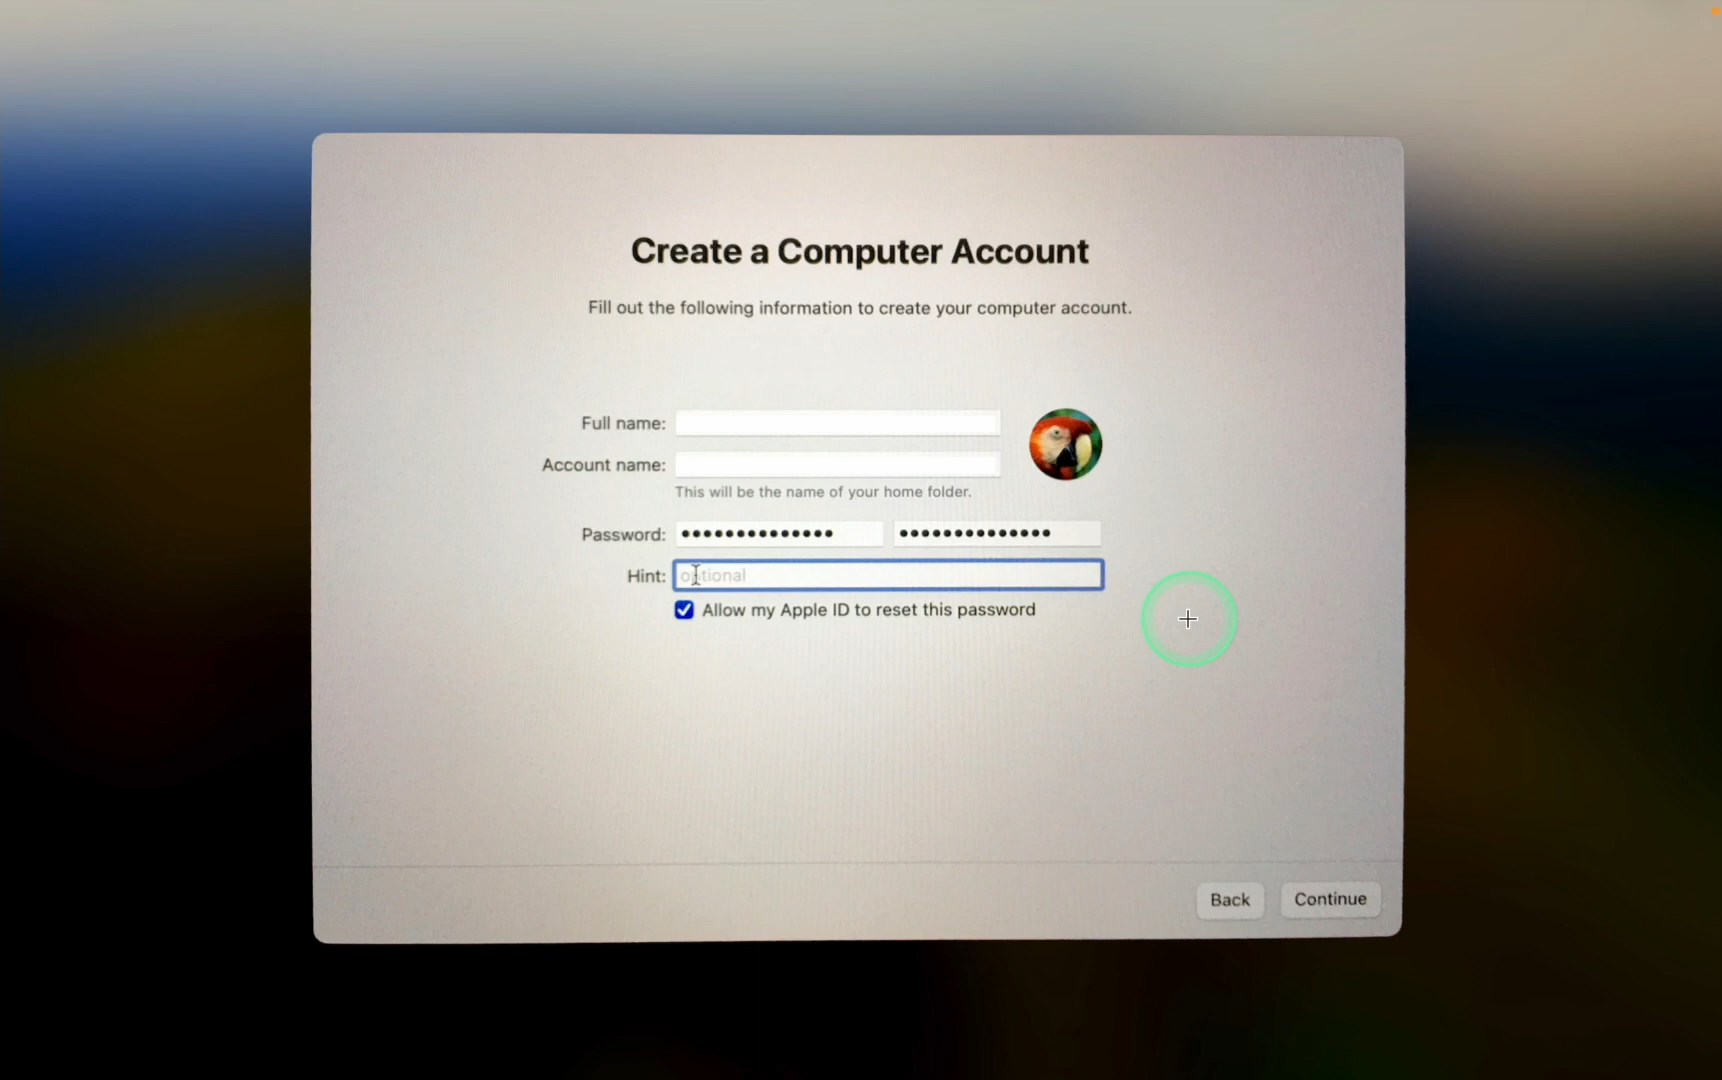 Create a Computer Account
Fill out the following information to create your computer account.
Full name:
Account name:
This will be the name of your home folder.
Password: •••••••••••••• ••••••••••••••
Hint: optional
Allow my Apple ID to reset this password
Back Continue